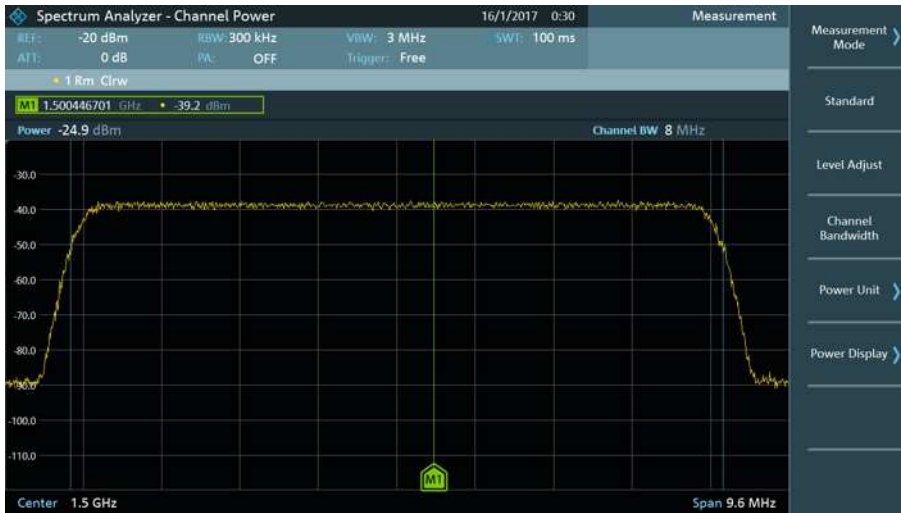 Spectrum Analyzer - Channel Power 16/1/2017 0:30 Measurement
REF: -20 dBm RBW: 300 kHz VBW: 3 MHz SWT: 100 ms
ATT: 0 dB PA: OFF Trigger: Free
1 Rm Clrw
M1 1.500446701 GHz • -39.2 dBm
Power -24.9 dBm Channel BW 8 MHz
-30.0
-40.0
-50.0
-60.0
-70.0
-80.0
-90.0
-100.0
-110.0
M1
Center 1.5 GHz Span 9.6 MHz
Measurement
Mode
Standard
Level Adjust
Channel
Bandwidth
Power Unit
Power Display